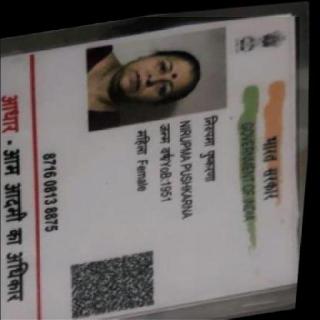 भारत सरकार
GOVERNMENT OF INDIA
निरुपमा पुष्करणा
NIRUPMA PUSHKARNA
जन्म वर्ष/YoB:1951
महिला Female
8716 0813 8875
आधार - आम आदमी का अधिकार